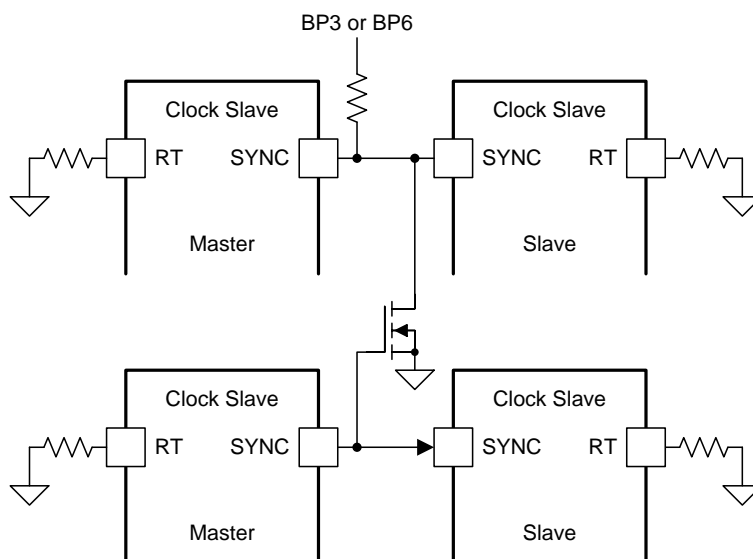 BP3 or BP6
Clock Slave Clock Slave
RT SYNC SYNC RT
Master Slave
Clock Slave Clock Slave
RT SYNC SYNC RT
Master Slave